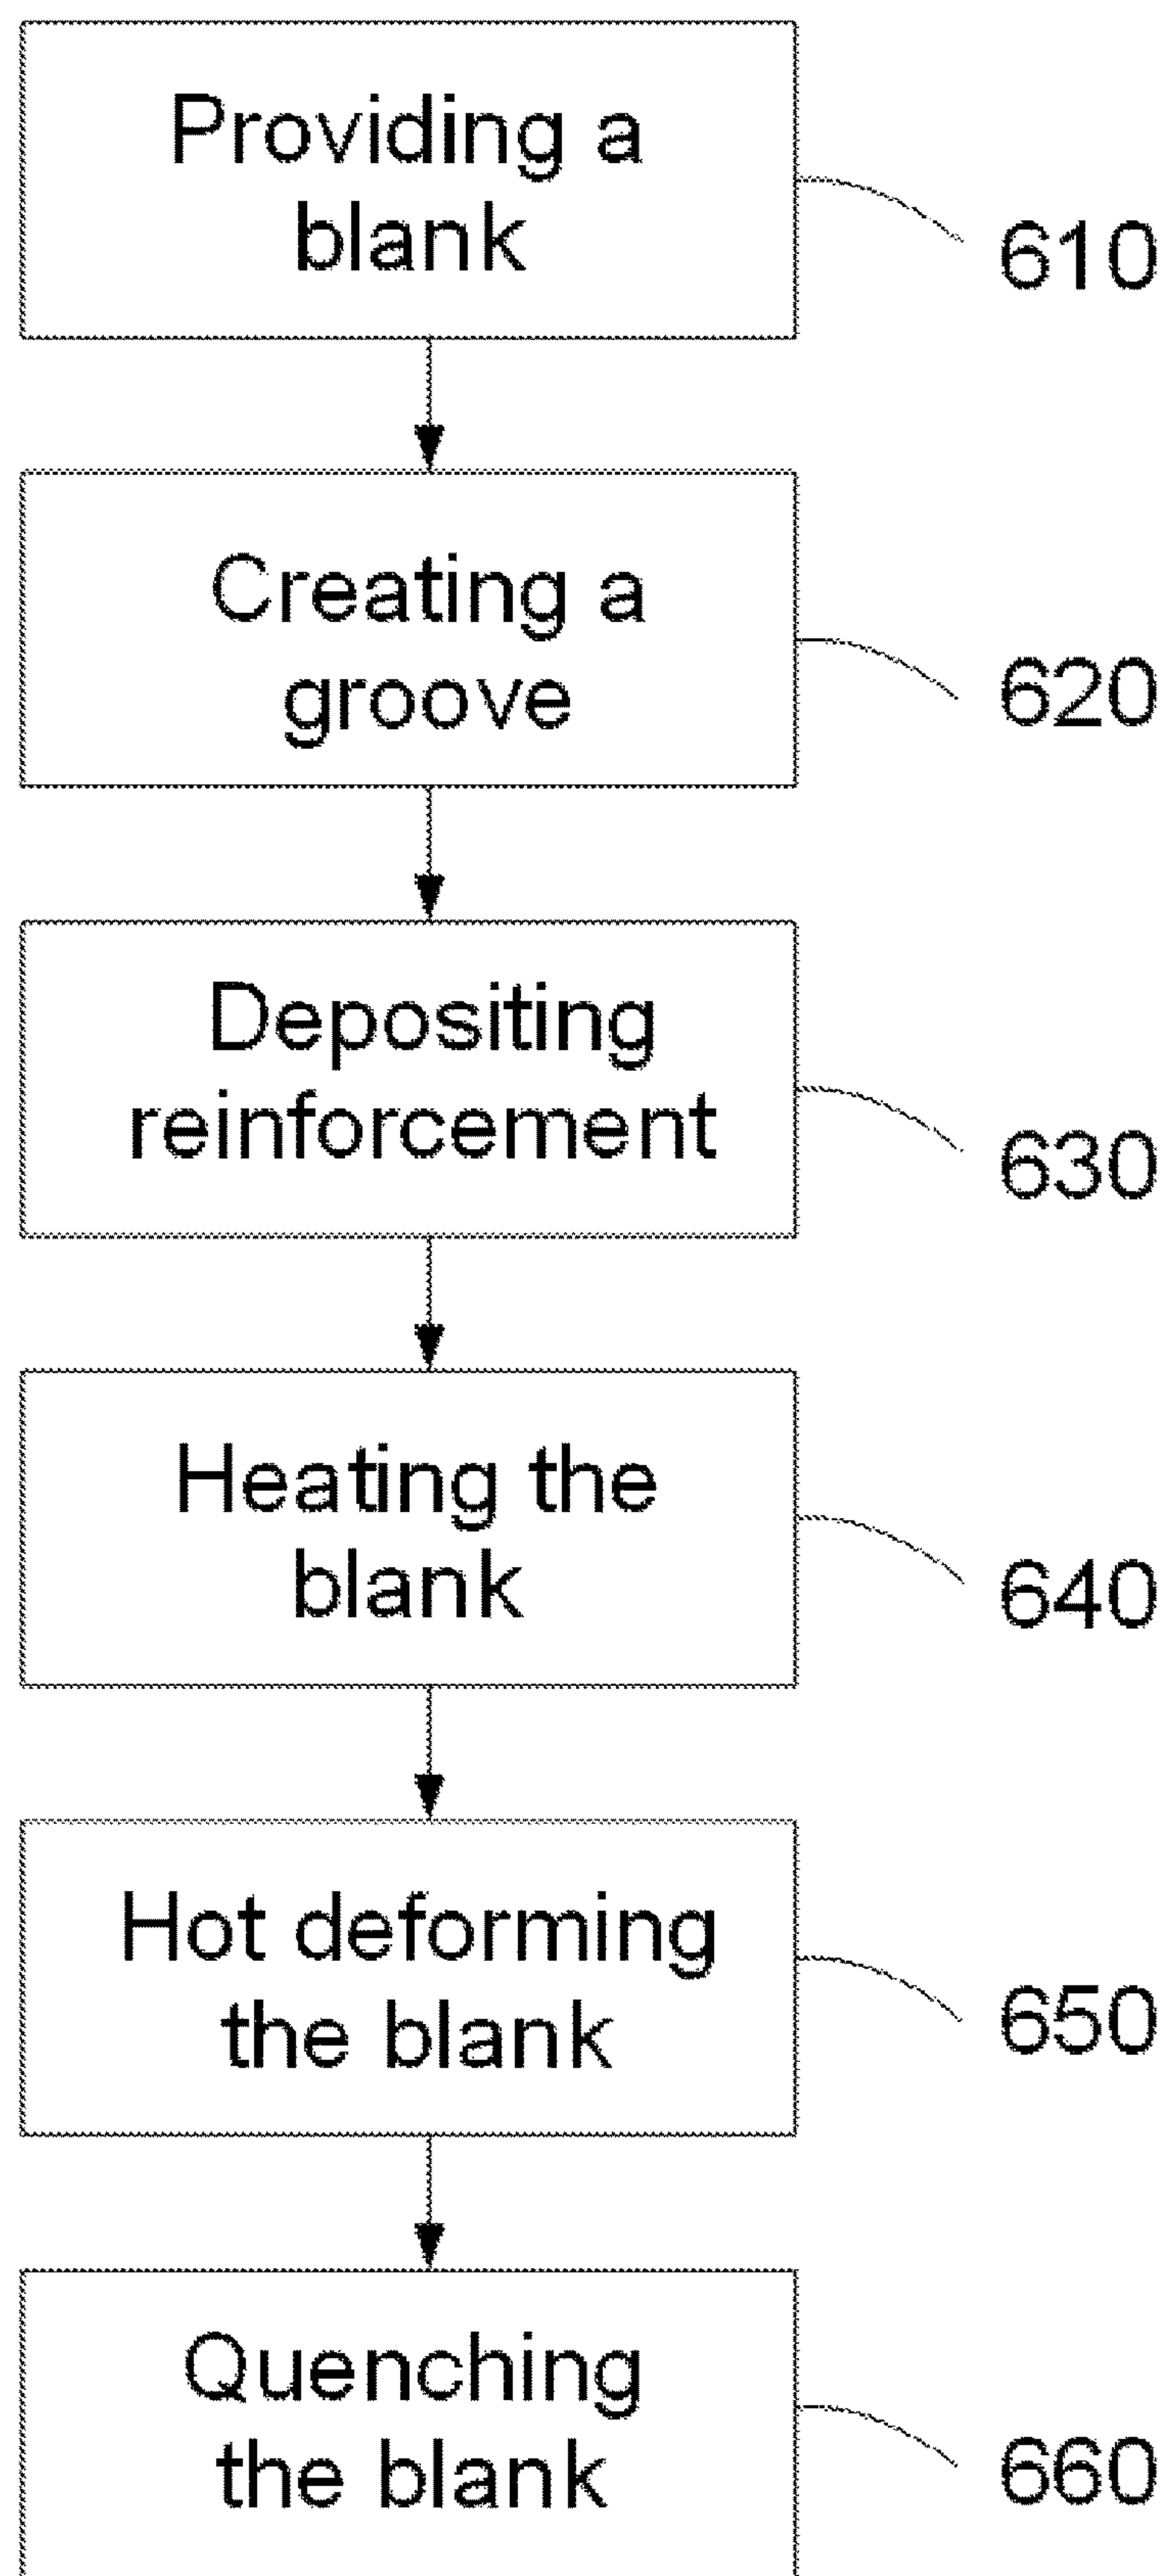 Providing a
blank
610
Creating a
groove
620
Depositing
reinforcement
630
Heating the
blank
640
Hot deforming
the blank
650
Quenching
the blank
660